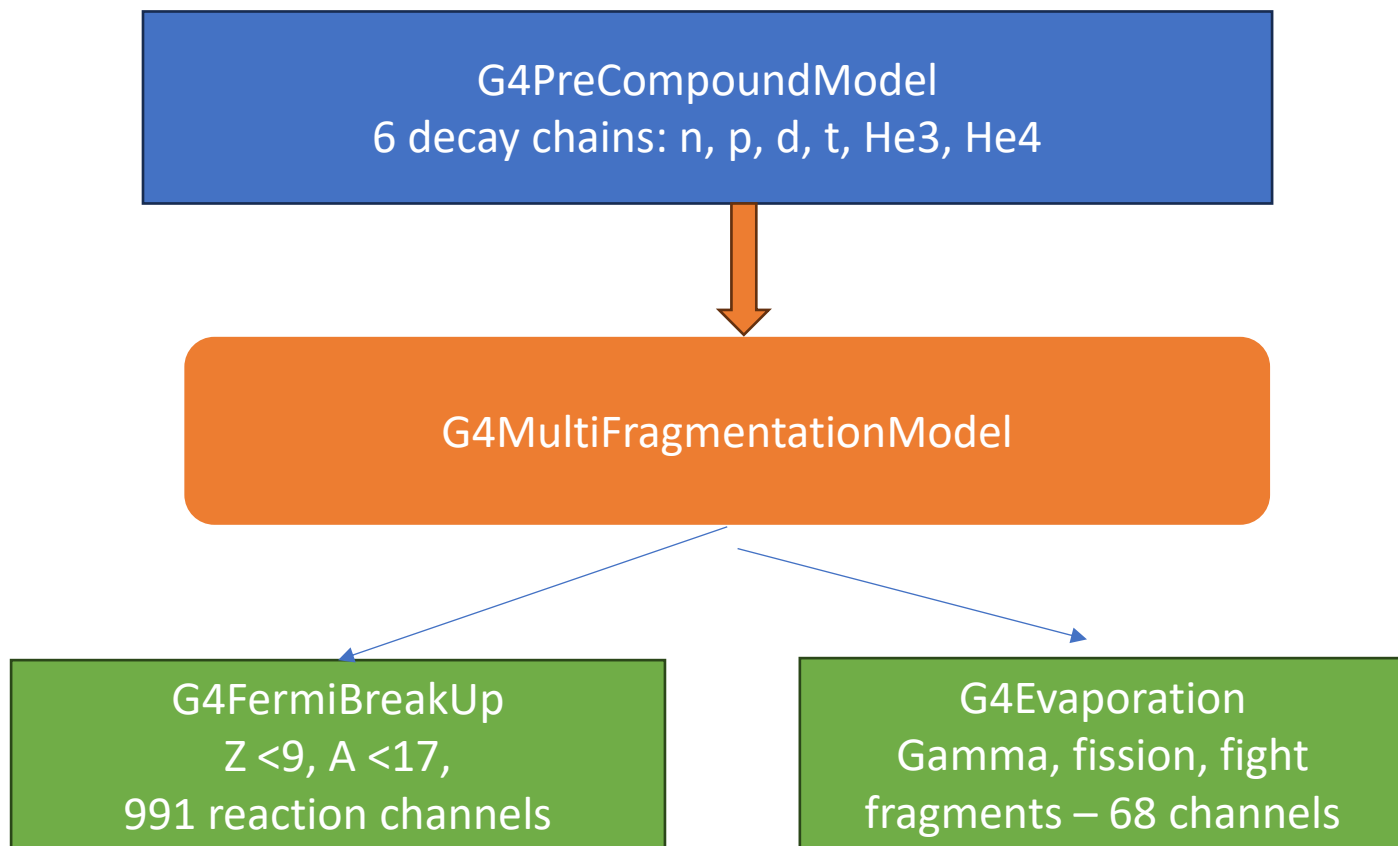 G4PreCompoundModel
6 decay chains: n, p, d, t, He3, He4
G4MultiFragmentationModel
G4FermiBreakUp
Z <9, A <17,
991 reaction channels
G4Evaporation
Gamma, fission, fight
fragments – 68 channels